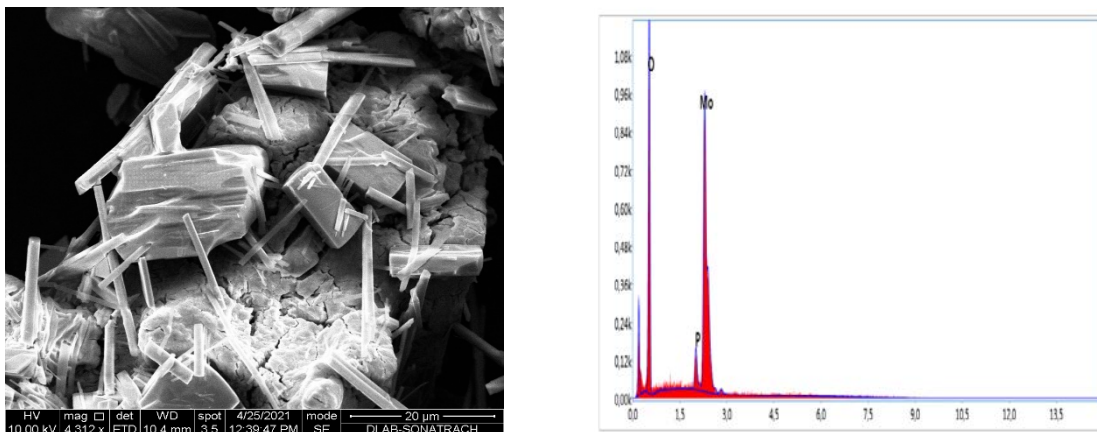 HV mag □ det WD spot 4/25/2021 mode 20 µm
10.00 kV 4.312 x ETD 10.4 mm 3.5 12:39:47 PM SE DLAB-SONATRACH
1,08k
0,96k
0,84k
0,72k
0,60k
0,48k
0,36k
0,24k
0,12k
0,00k
O
Mo
P
0,0 1,5 3,0 4,5 6,0 7,5 9,0 10,5 12,0 13,5